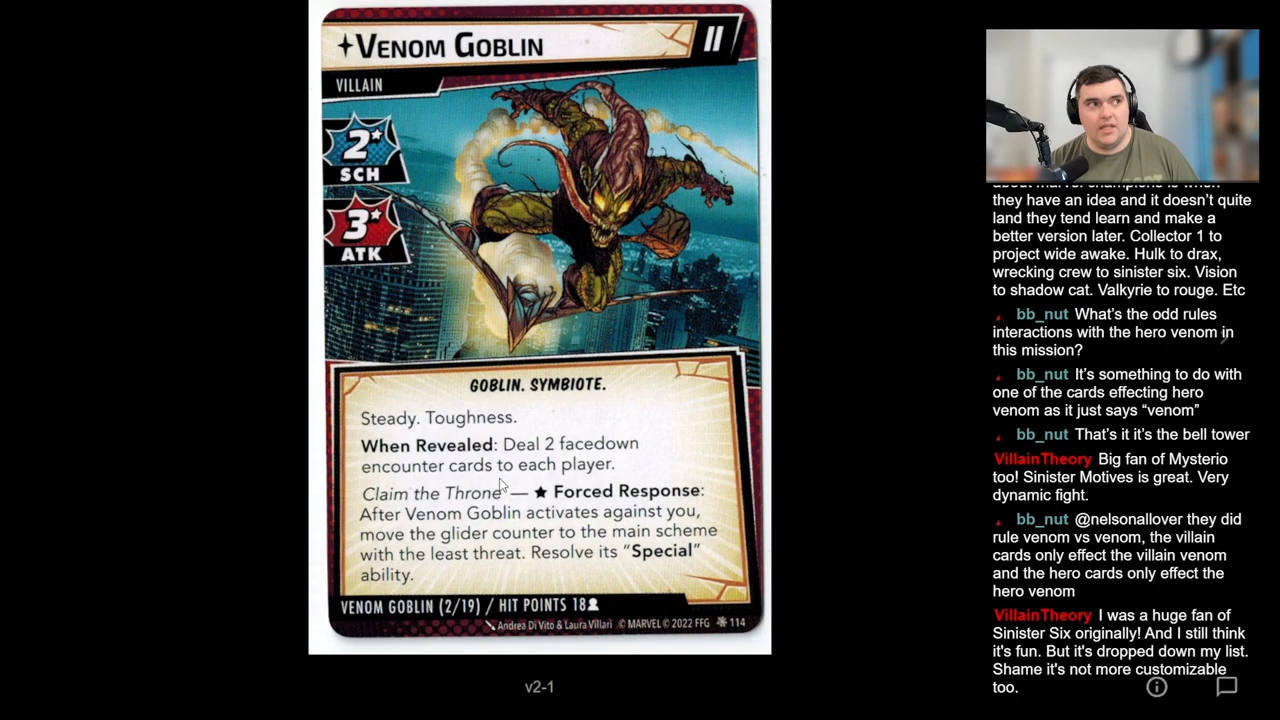 VENOM GOBLIN
II
VILLAIN
2
SCH
3
ATK
GOBLIN. SYMBIOTE.
Steady. Toughness.
When Revealed: Deal 2 facedown
encounter cards to each player.
Claim the Throne — ★ Forced Response:
After Venom Goblin activates against you,
move the glider counter to the main scheme
with the least threat. Resolve its “Special”
ability.
VENOM GOBLIN (2/19) / HIT POINTS 18
Andrea Di Vito & Laura Villari © MARVEL © 2022 FFG 114
v2-1
about marvel champions is when
they have an idea and it doesn’t quite
land they tend learn and make a
better version later. Collector 1 to
project wide awake. Hulk to drax,
wrecking crew to sinister six. Vision
to shadow cat. Valkyrie to rouge. Etc
bb_nut What’s the odd rules
interactions with the hero venom in
this mission?
bb_nut It’s something to do with
one of the cards effecting hero
venom as it just says “venom”
bb_nut That’s it it’s the bell tower
VillainTheory Big fan of Mysterio
too! Sinister Motives is great. Very
dynamic fight.
bb_nut @nelsonallover they did
rule venom vs venom, the villain
cards only effect the villain venom
and the hero cards only effect the
hero venom
VillainTheory I was a huge fan of
Sinister Six originally! And I still think
it's fun. But it's dropped down my list.
Shame it's not more customizable
too.